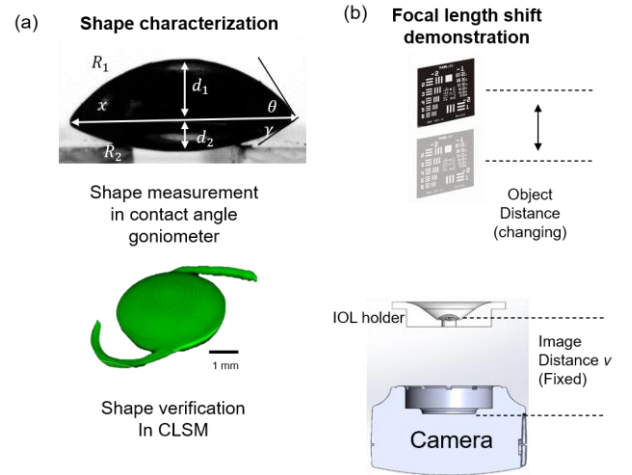 (a)
Shape characterization
R1
d1
x
θ
d2
γ
R2
Shape measurement
in contact angle
goniometer
1 mm
Shape verification
In CLSM
(b)
Focal length shift
demonstration
Object
Distance
(changing)
IOL holder
Image
Distance v
(Fixed)
Camera